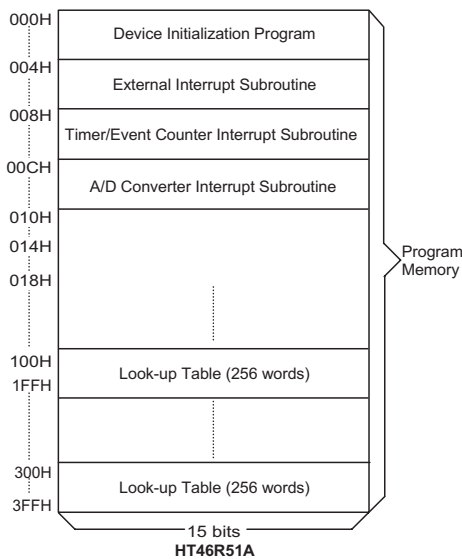 000H
Device Initialization Program
004H
External Interrupt Subroutine
008H
Timer/Event Counter Interrupt Subroutine
00CH
A/D Converter Interrupt Subroutine
010H
014H
018H
Program
Memory
100H
Look-up Table (256 words)
1FFH
300H
Look-up Table (256 words)
3FFH
15 bits
HT46R51A